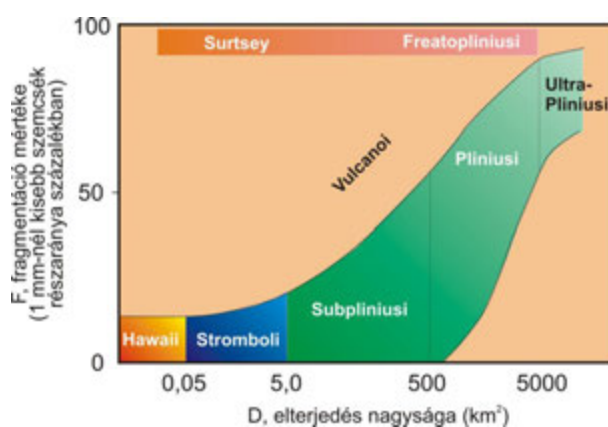 100
Surtsey Freatopliniusi
Ultra-
Pliniusi
Vulcanoi
Pliniusi
F, fragmentáció mértéke
(1 mm-nél kisebb szemcsék
részaránya százalékban)
50
Subpliniusi
Hawaii Stromboli
0
0,05 5,0 500 5000
D, elterjedés nagysága (km²)